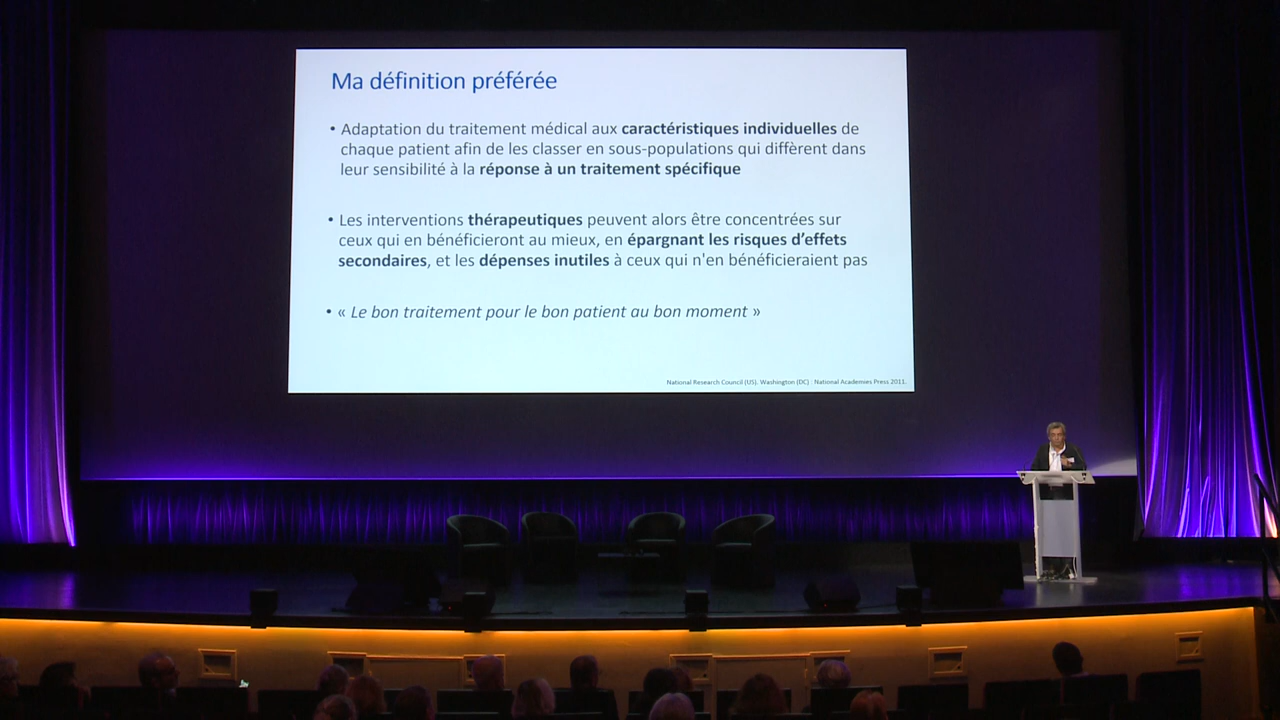 Ma définition préférée
• Adaptation du traitement médical aux caractéristiques individuelles de
chaque patient afin de les classer en sous-populations qui diffèrent dans
leur sensibilité à la réponse à un traitement spécifique
• Les interventions thérapeutiques peuvent alors être concentrées sur
ceux qui en bénéficieront au mieux, en épargnant les risques d’effets
secondaires, et les dépenses inutiles à ceux qui n'en bénéficieraient pas
• « Le bon traitement pour le bon patient au bon moment »
National Research Council (US). Washington (DC) : National Academies Press 2011.